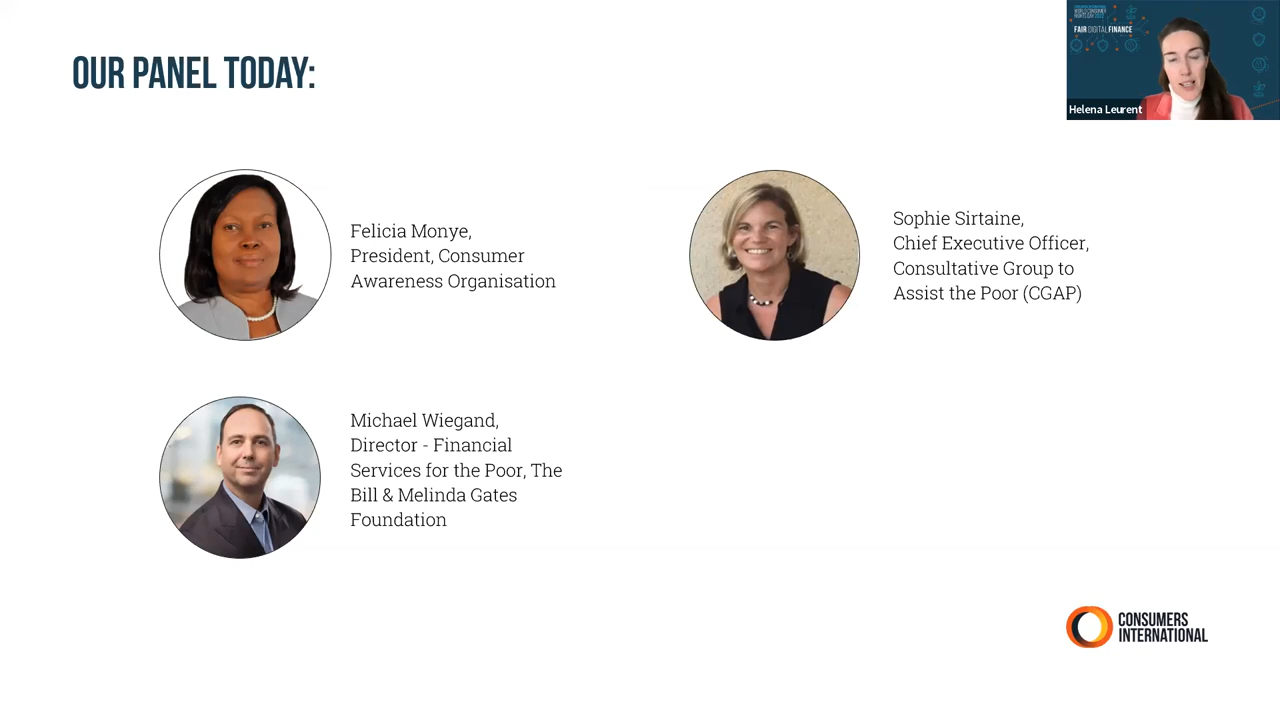 OUR PANEL TODAY:
FAIR DIGITAL FINANCE
Helena Leurent
Felicia Monye,
President, Consumer
Awareness Organisation
Sophie Sirtaine,
Chief Executive Officer,
Consultative Group to
Assist the Poor (CGAP)
Michael Wiegand,
Director - Financial
Services for the Poor, The
Bill & Melinda Gates
Foundation
CONSUMERS
INTERNATIONAL